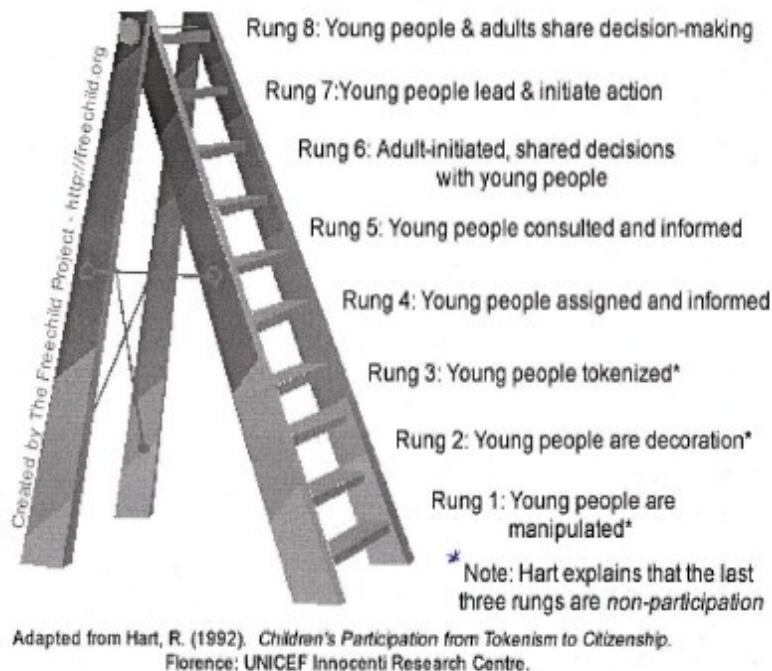 Rung 8: Young people & adults share decision-making
Rung 7:Young people lead & initiate action
Rung 6: Adult-initiated, shared decisions
with young people
Rung 5: Young people consulted and informed
Rung 4: Young people assigned and informed
Rung 3: Young people tokenized*
Rung 2: Young people are decoration*
Rung 1: Young people are
manipulated*
* Note: Hart explains that the last
three rungs are non-participation
Created by The Freechild Project - http://freechild.org
Adapted from Hart, R. (1992). Children's Participation from Tokenism to Citizenship.
Florence: UNICEF Innocenti Research Centre.